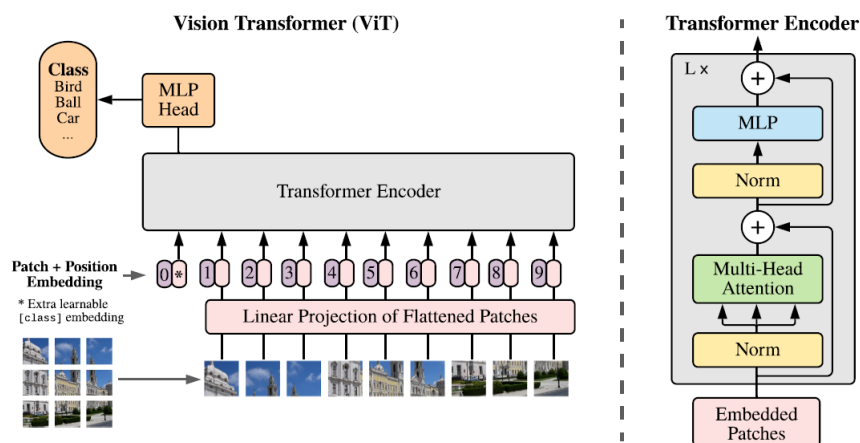 Vision Transformer (ViT)
Class
Bird
Ball
Car
...
MLP
Head
Transformer Encoder
Patch + Position
Embedding
0 * 1 2 3 4 5 6 7 8 9
* Extra learnable
[class] embedding
Linear Projection of Flattened Patches
Transformer Encoder
L x
+
MLP
Norm
+
Multi-Head
Attention
Norm
Embedded
Patches